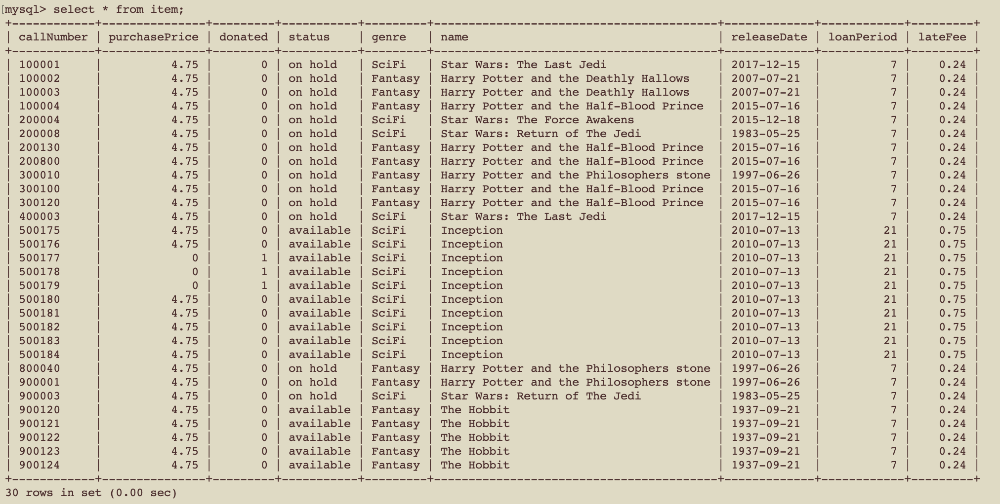 [mysql> select * from item;
+------------+---------------+---------+-----------+---------+-----------------------------------------+-------------+------------+---------+
| callNumber | purchasePrice | donated | status    | genre   | name                                    | releaseDate | loanPeriod | lateFee |
+------------+---------------+---------+-----------+---------+-----------------------------------------+-------------+------------+---------+
| 100001     |          4.75 |       0 | on hold   | SciFi   | Star Wars: The Last Jedi                | 2017-12-15  |          7 |    0.24 |
| 100002     |          4.75 |       0 | on hold   | Fantasy | Harry Potter and the Deathly Hallows    | 2007-07-21  |          7 |    0.24 |
| 100003     |          4.75 |       0 | on hold   | Fantasy | Harry Potter and the Deathly Hallows    | 2007-07-21  |          7 |    0.24 |
| 100004     |          4.75 |       0 | on hold   | Fantasy | Harry Potter and the Half-Blood Prince  | 2015-07-16  |          7 |    0.24 |
| 200004     |          4.75 |       0 | on hold   | SciFi   | Star Wars: The Force Awakens            | 2015-12-18  |          7 |    0.24 |
| 200008     |          4.75 |       0 | on hold   | SciFi   | Star Wars: Return of The Jedi           | 1983-05-25  |          7 |    0.24 |
| 200130     |          4.75 |       0 | on hold   | Fantasy | Harry Potter and the Half-Blood Prince  | 2015-07-16  |          7 |    0.24 |
| 200800     |          4.75 |       0 | on hold   | Fantasy | Harry Potter and the Half-Blood Prince  | 2015-07-16  |          7 |    0.24 |
| 300010     |          4.75 |       0 | on hold   | Fantasy | Harry Potter and the Philosophers stone | 1997-06-26  |          7 |    0.24 |
| 300100     |          4.75 |       0 | on hold   | Fantasy | Harry Potter and the Half-Blood Prince  | 2015-07-16  |          7 |    0.24 |
| 300120     |          4.75 |       0 | on hold   | Fantasy | Harry Potter and the Half-Blood Prince  | 2015-07-16  |          7 |    0.24 |
| 400003     |          4.75 |       0 | on hold   | SciFi   | Star Wars: The Last Jedi                | 2017-12-15  |          7 |    0.24 |
| 500175     |          4.75 |       0 | available | SciFi   | Inception                               | 2010-07-13  |         21 |    0.75 |
| 500176     |          4.75 |       0 | available | SciFi   | Inception                               | 2010-07-13  |         21 |    0.75 |
| 500177     |             0 |       1 | available | SciFi   | Inception                               | 2010-07-13  |         21 |    0.75 |
| 500178     |             0 |       1 | available | SciFi   | Inception                               | 2010-07-13  |         21 |    0.75 |
| 500179     |             0 |       1 | available | SciFi   | Inception                               | 2010-07-13  |         21 |    0.75 |
| 500180     |          4.75 |       0 | available | SciFi   | Inception                               | 2010-07-13  |         21 |    0.75 |
| 500181     |          4.75 |       0 | available | SciFi   | Inception                               | 2010-07-13  |         21 |    0.75 |
| 500182     |          4.75 |       0 | available | SciFi   | Inception                               | 2010-07-13  |         21 |    0.75 |
| 500183     |          4.75 |       0 | available | SciFi   | Inception                               | 2010-07-13  |         21 |    0.75 |
| 500184     |          4.75 |       0 | available | SciFi   | Inception                               | 2010-07-13  |         21 |    0.75 |
| 800040     |          4.75 |       0 | on hold   | Fantasy | Harry Potter and the Philosophers stone | 1997-06-26  |          7 |    0.24 |
| 900001     |          4.75 |       0 | on hold   | Fantasy | Harry Potter and the Philosophers stone | 1997-06-26  |          7 |    0.24 |
| 900003     |          4.75 |       0 | on hold   | SciFi   | Star Wars: Return of The Jedi           | 1983-05-25  |          7 |    0.24 |
| 900120     |          4.75 |       0 | available | Fantasy | The Hobbit                              | 1937-09-21  |          7 |    0.24 |
| 900121     |          4.75 |       0 | available | Fantasy | The Hobbit                              | 1937-09-21  |          7 |    0.24 |
| 900122     |          4.75 |       0 | available | Fantasy | The Hobbit                              | 1937-09-21  |          7 |    0.24 |
| 900123     |          4.75 |       0 | available | Fantasy | The Hobbit                              | 1937-09-21  |          7 |    0.24 |
| 900124     |          4.75 |       0 | available | Fantasy | The Hobbit                              | 1937-09-21  |          7 |    0.24 |
+------------+---------------+---------+-----------+---------+-----------------------------------------+-------------+------------+---------+
30 rows in set (0.00 sec)